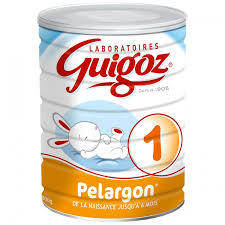 LABORATOIRES
Guigoz
DEPUIS 1908
1
Pelargon®
DE LA NAISSANCE JUSQU'À 6 MOIS